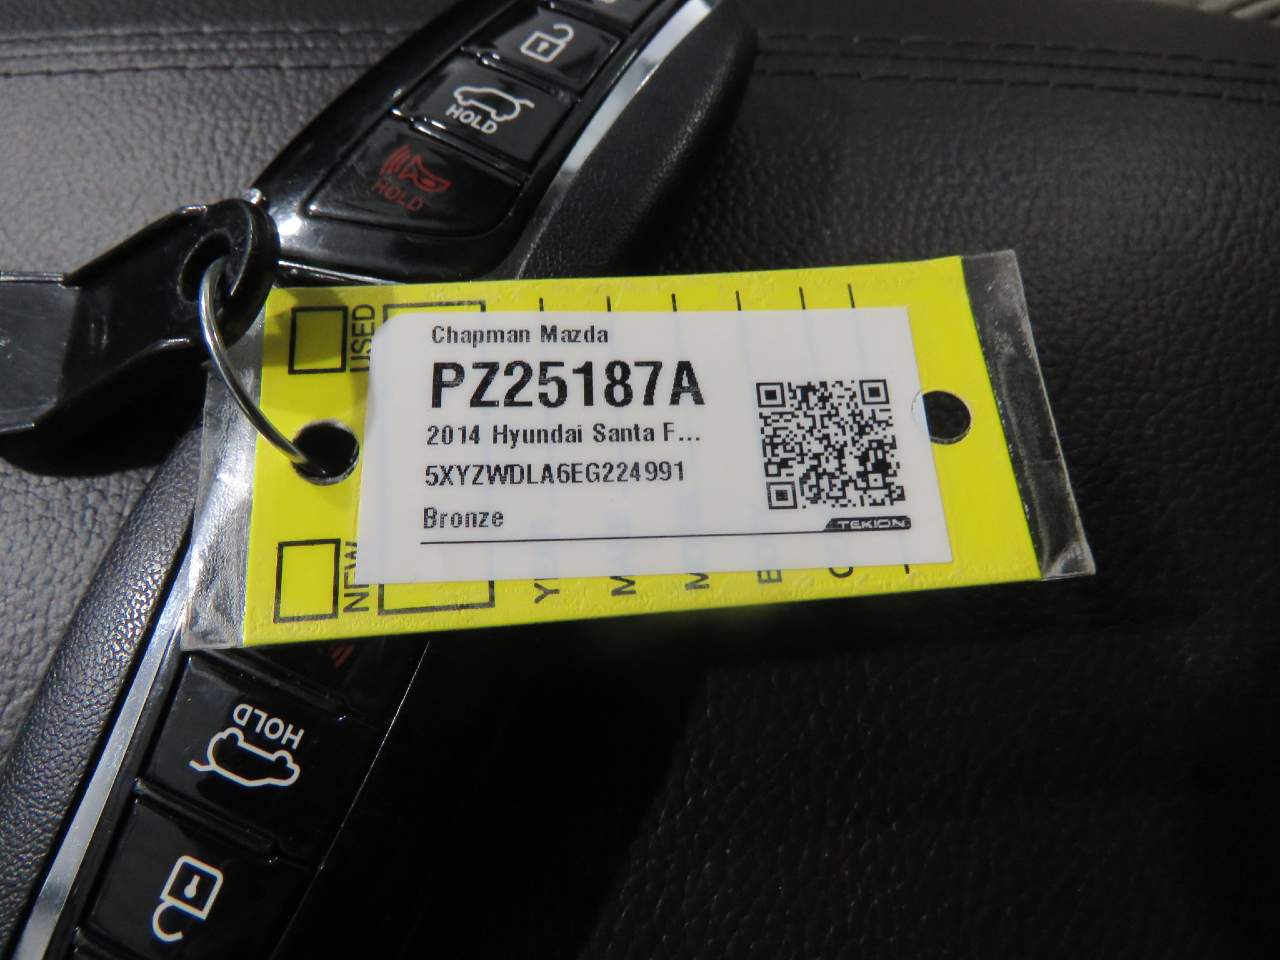 HOLD
HOLD
USED
Chapman Mazda
PZ25187A
2014 Hyundai Santa F...
5XYZWDLA6EG224991
Bronze
TEKION
NEW
HOLD